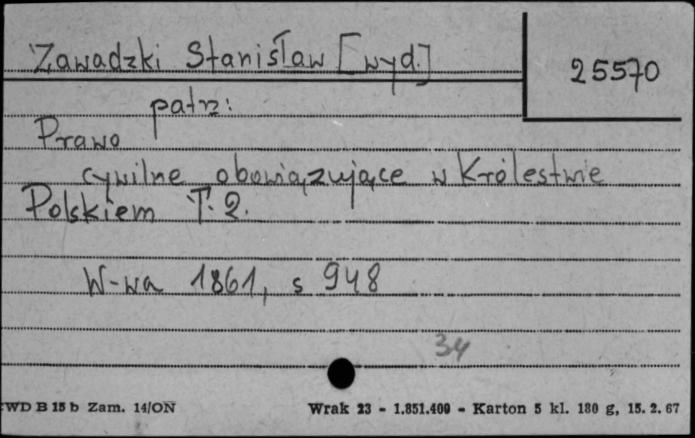 Zawadzki Stanisław [wyd.]
25570
patrz:
Prawo
cywilne obowiązujące w Królestwie
Polskiem T. 2.
W-wa 1861, s 948
34
WD B 15 b Zam. 14/ON
Wrak 23 - 1.851.400 - Karton 5 kl. 180 g, 15. 2. 67